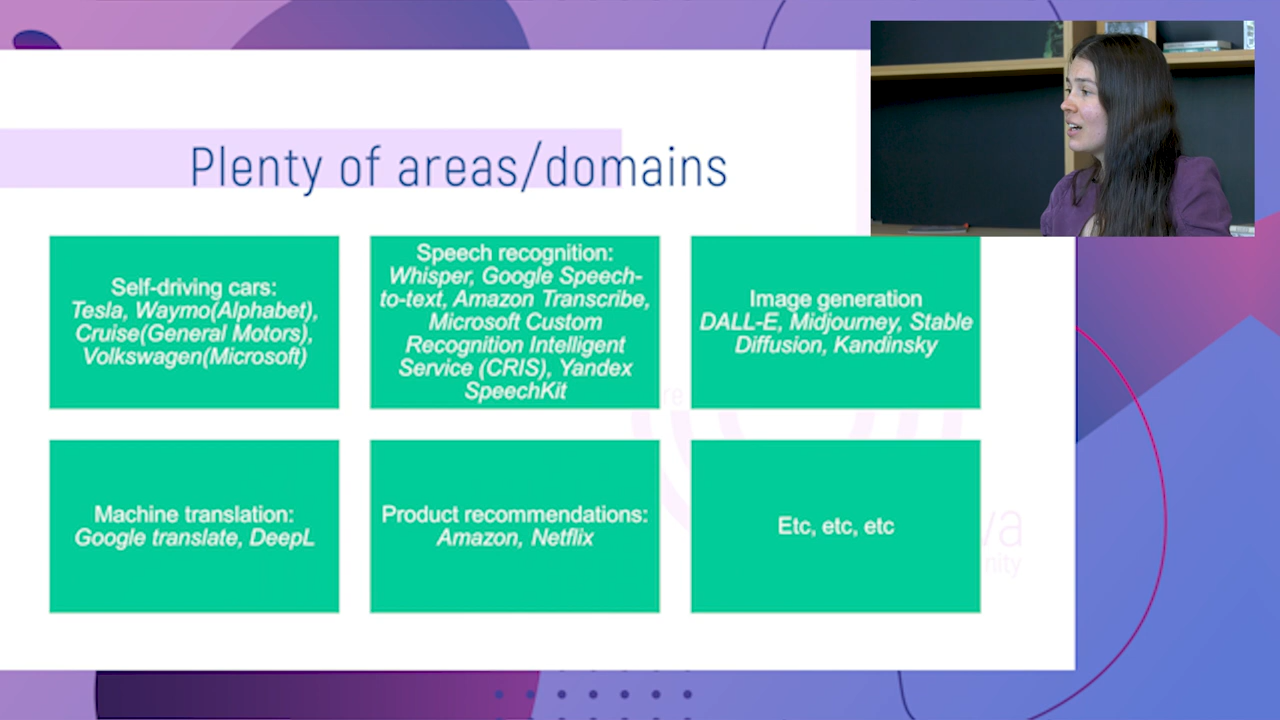 Plenty of areas/domains
Self-driving cars:
Tesla, Waymo(Alphabet),
Cruise(General Motors),
Volkswagen(Microsoft)
Speech recognition:
Whisper, Google Speech-
to-text, Amazon Transcribe,
Microsoft Custom
Recognition Intelligent
Service (CRIS), Yandex
SpeechKit
Image generation
DALL-E, Midjourney, Stable
Diffusion, Kandinsky
Machine translation:
Google translate, DeepL
Product recommendations:
Amazon, Netflix
Etc, etc, etc